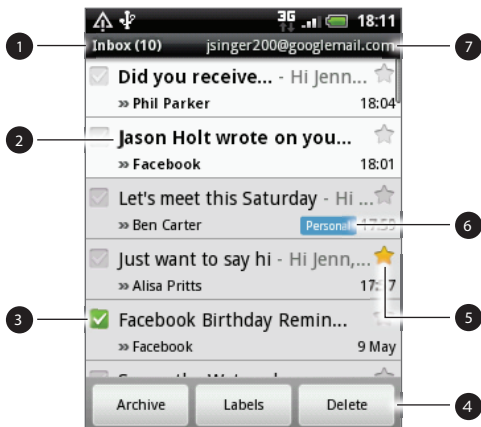 3G 18:11
1 Inbox (10) jsinger200@googlemail.com 7
Did you receive... - Hi Jenn...
» Phil Parker 18:04
2 Jason Holt wrote on you...
» Facebook 18:01
Let's meet this Saturday - Hi ...
» Ben Carter Personal 6
Just want to say hi - Hi Jenn,...
» Alisa Pritts 5
3 Facebook Birthday Remin...
» Facebook 9 May
Archive Labels Delete 4